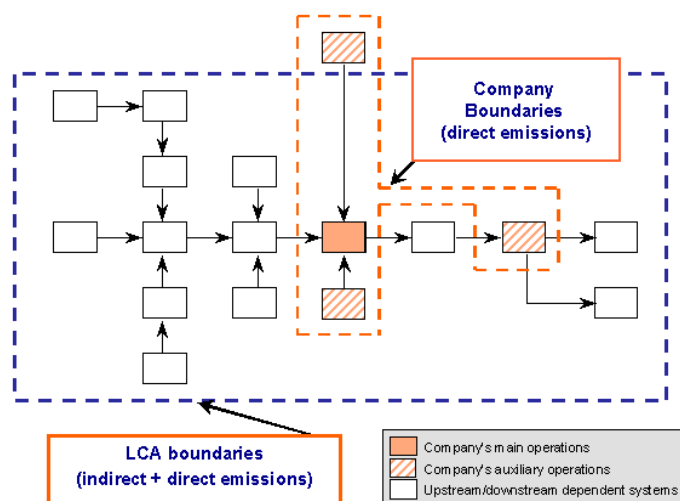 Company
Boundaries
(direct emissions)
LCA boundaries
(indirect + direct emissions)
Company's main operations
Company's auxiliary operations
Upstream/downstream dependent systems